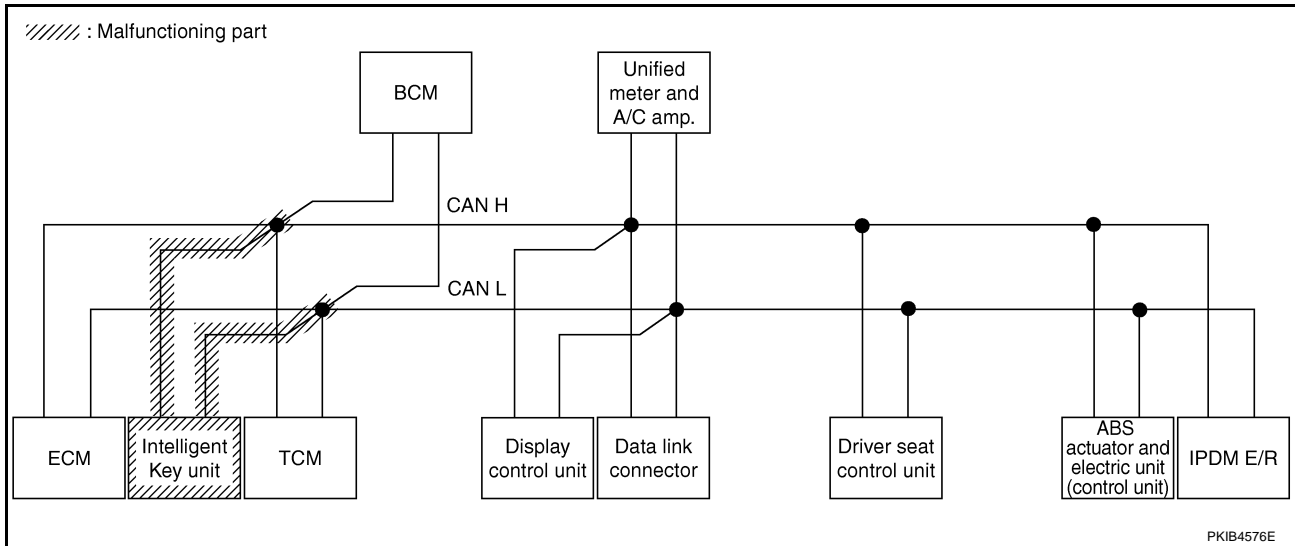 : Malfunctioning part
BCM
Unified
meter and
A/C amp.
CAN H
CAN L
ECM
Intelligent
Key unit
TCM
Display
control unit
Data link
connector
Driver seat
control unit
ABS
actuator and
electric unit
(control unit)
IPDM E/R
PKIB4576E